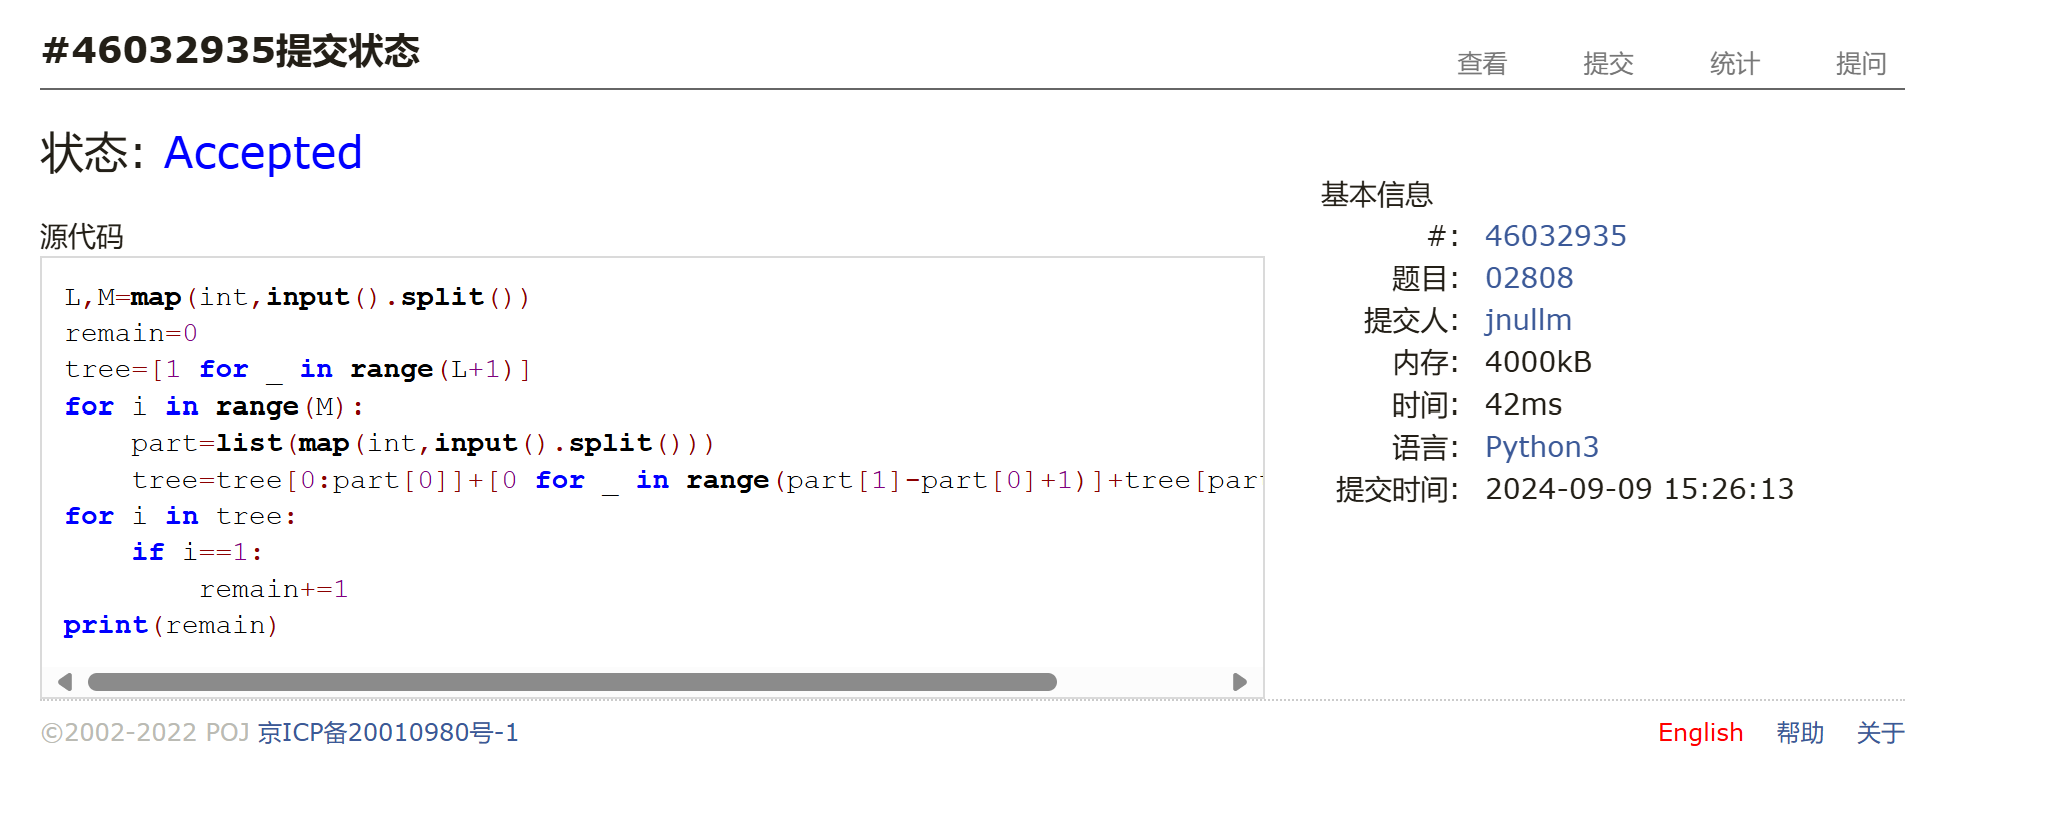 #46032935提交状态
查看 提交 统计 提问
状态: Accepted
源代码
L,M=map(int,input().split())
remain=0
tree=[1 for _ in range(L+1)]
for i in range(M):
    part=list(map(int,input().split()))
    tree=tree[0:part[0]]+[0 for _ in range(part[1]-part[0]+1)]+tree[par
for i in tree:
    if i==1:
        remain+=1
print(remain)
基本信息
#: 46032935
题目: 02808
提交人: jnullm
内存: 4000kB
时间: 42ms
语言: Python3
提交时间: 2024-09-09 15:26:13
©2002-2022 POJ 京ICP备20010980号-1
English 帮助 关于